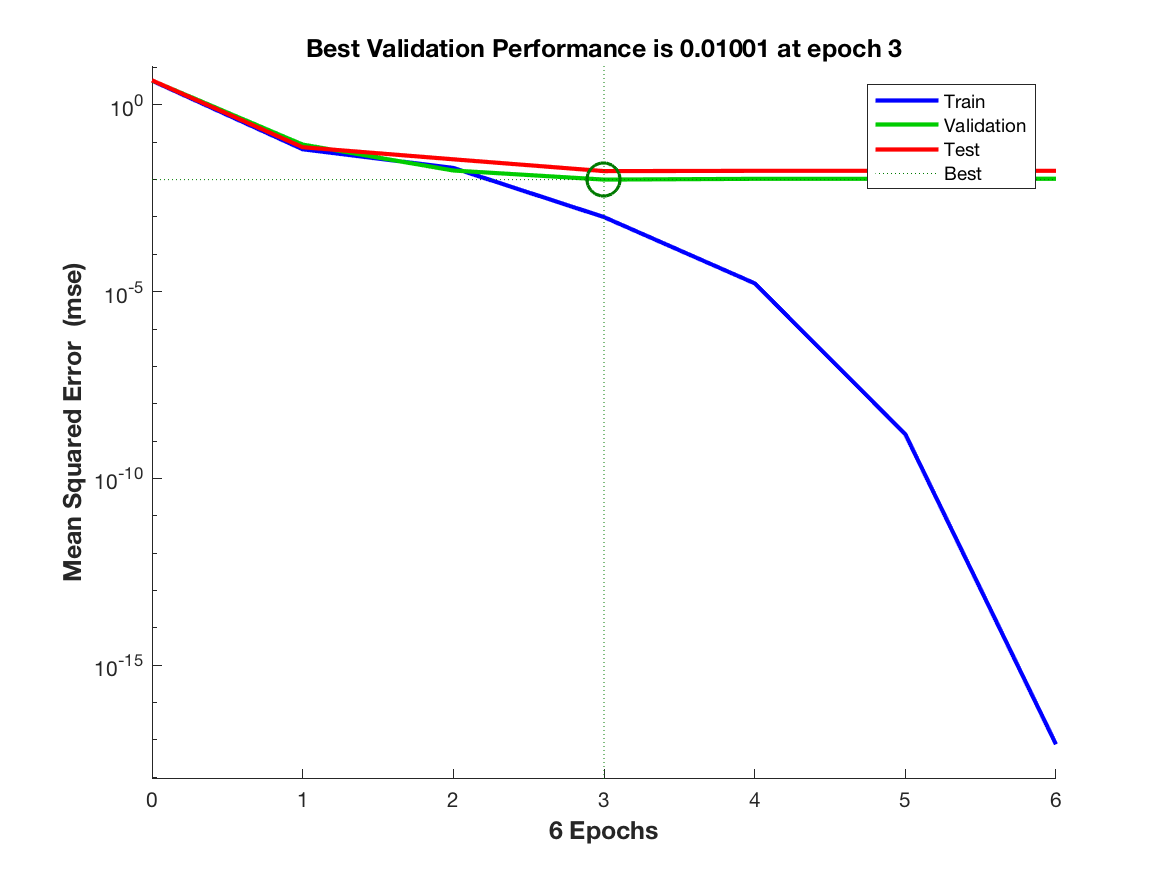 Best Validation Performance is 0.01001 at epoch 3
Train
Validation
Test
Best
10^0
10^-5
10^-10
10^-15
Mean Squared Error (mse)
0 1 2 3 4 5 6
6 Epochs